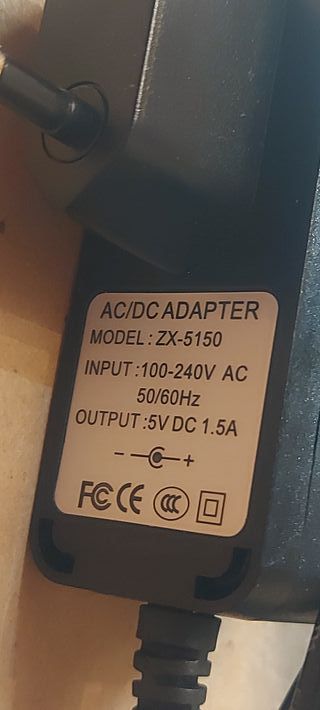 AC/DC ADAPTER
MODEL : ZX-5150
INPUT :100-240V AC
50/60Hz
OUTPUT :5V DC 1.5A
- +
FC CE CCC